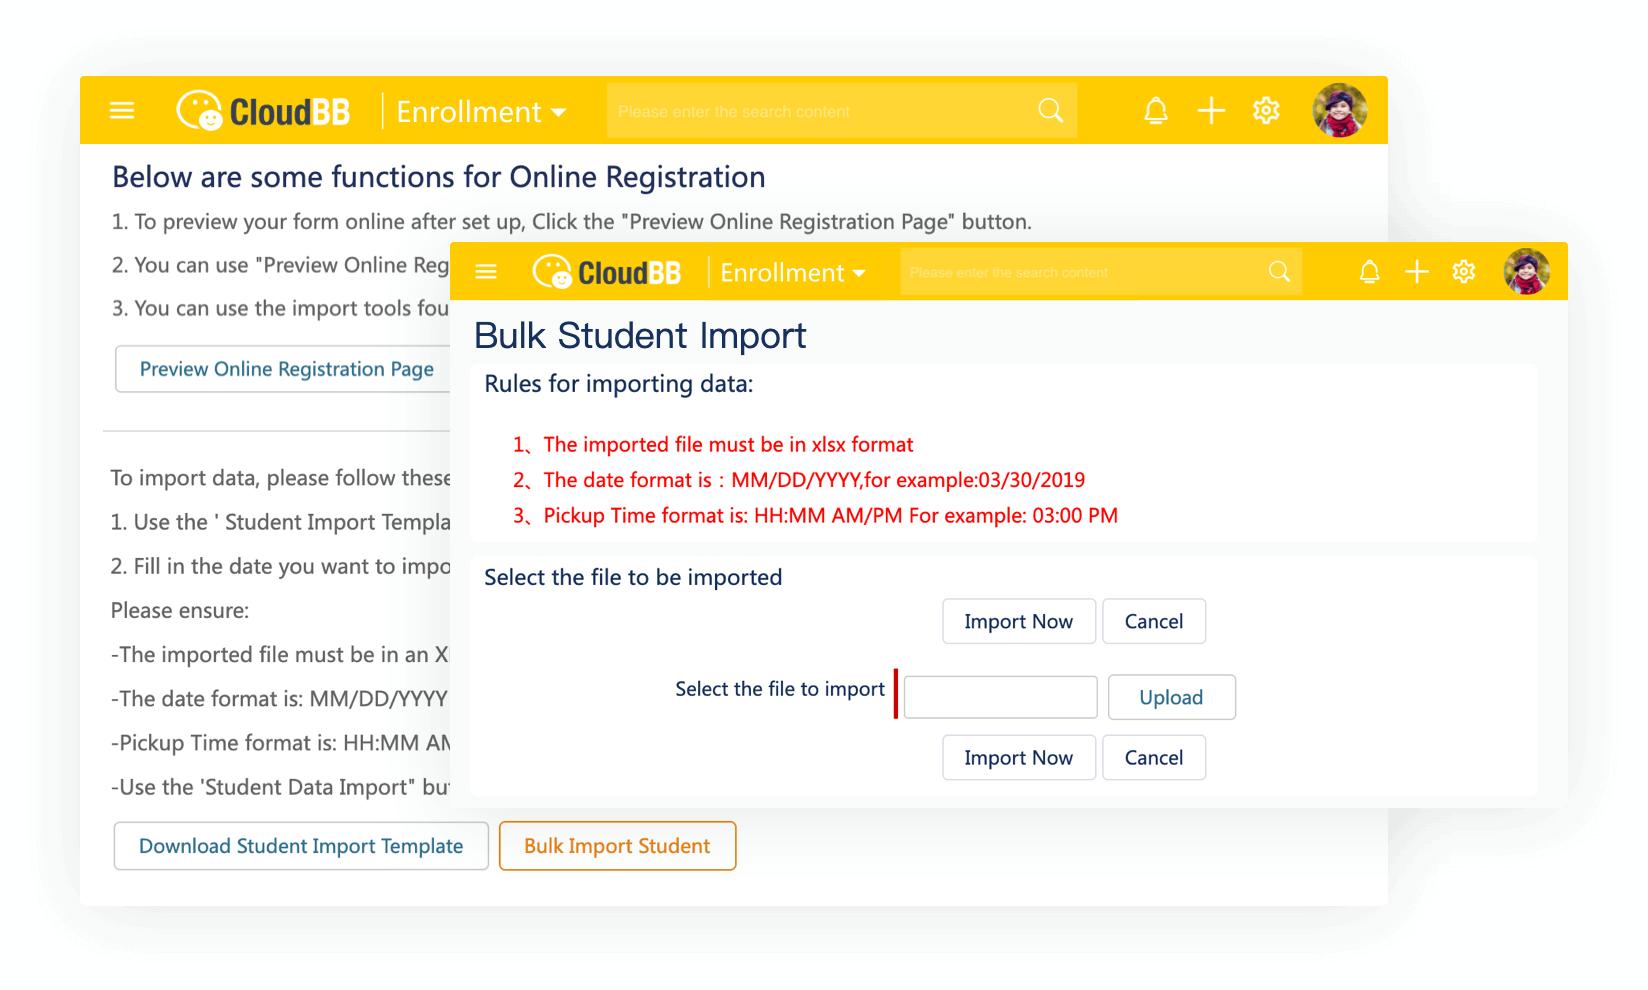 CloudBB
Enrollment
Please enter the search content
Below are some functions for Online Registration
1. To preview your form online after set up, Click the "Preview Online Registration Page" button.
2. You can use "Preview Online Reg
3. You can use the import tools fou
Preview Online Registration Page
To import data, please follow these
1. Use the ' Student Import Templa
2. Fill in the date you want to impo
Please ensure:
-The imported file must be in an X
-The date format is: MM/DD/YYYY
-Pickup Time format is: HH:MM AM
-Use the 'Student Data Import" but
Download Student Import Template
Bulk Import Student
CloudBB
Enrollment
Please enter the search content
Bulk Student Import
Rules for importing data:
1、The imported file must be in xlsx format
2、The date format is：MM/DD/YYYY,for example:03/30/2019
3、Pickup Time format is: HH:MM AM/PM For example: 03:00 PM
Select the file to be imported
Import Now
Cancel
Select the file to import
Upload
Import Now
Cancel